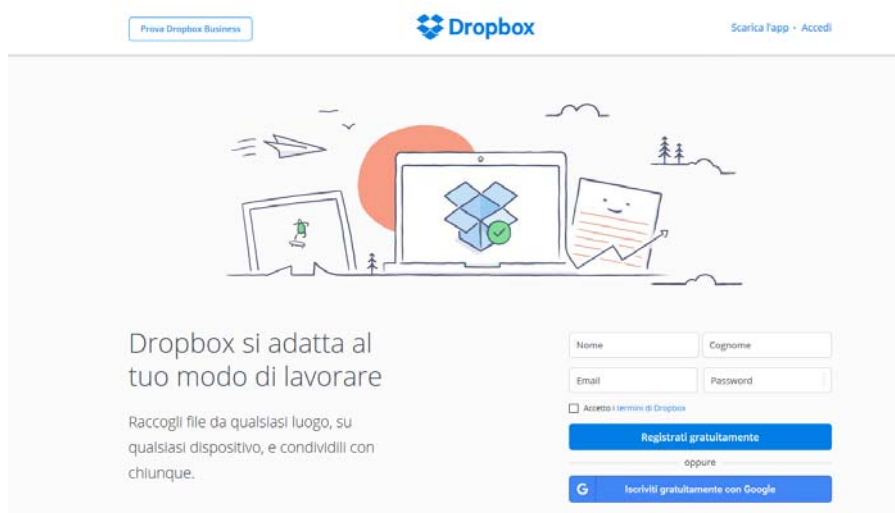 Prova Dropbox Business
Dropbox
Scarica l'app • Accedi
Dropbox si adatta al
tuo modo di lavorare
Raccogli file da qualsiasi luogo, su
qualsiasi dispositivo, e condividili con
chiunque.
Nome
Cognome
Email
Password
Accetto i termini di Dropbox
Registrati gratuitamente
oppure
G Iscriviti gratuitamente con Google